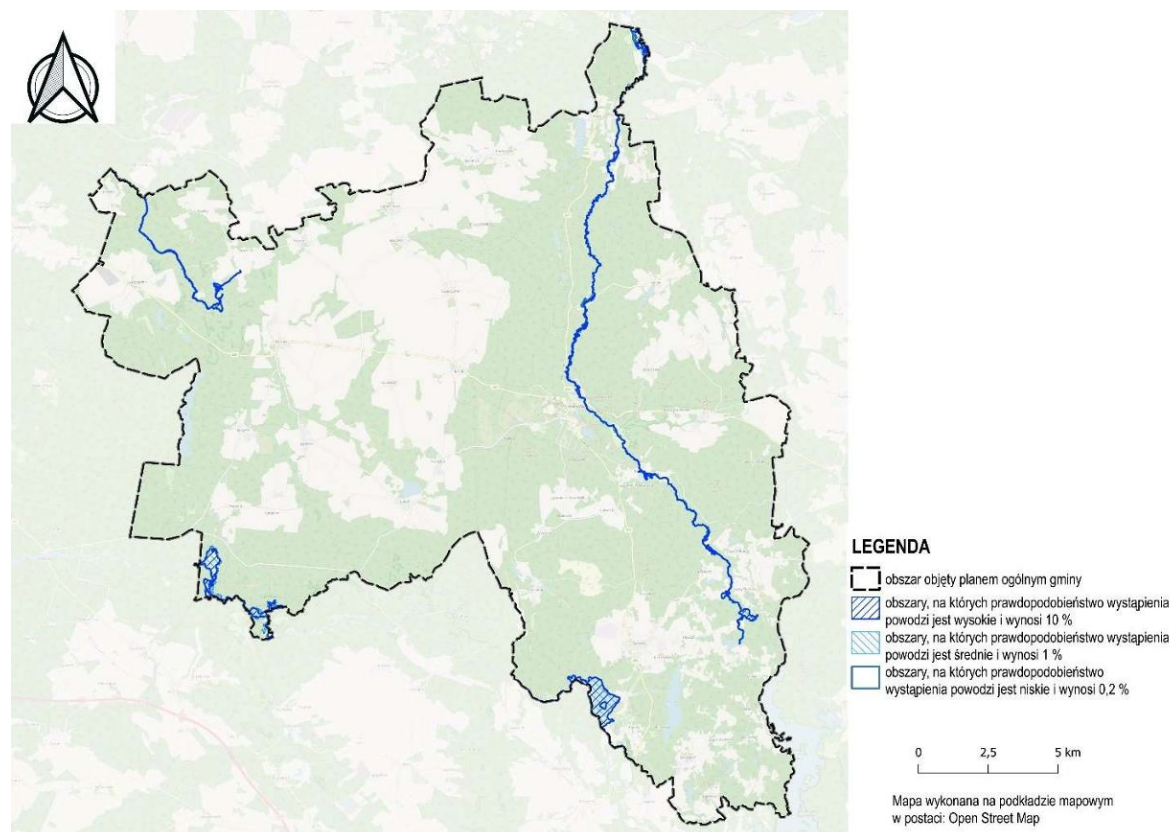 LEGENDA
obszar objęty planem ogólnym gminy
obszary, na których prawdopodobieństwo wystąpienia
powodzi jest wysokie i wynosi 10 %
obszary, na których prawdopodobieństwo wystąpienia
powodzi jest średnie i wynosi 1 %
obszary, na których prawdopodobieństwo
wystąpienia powodzi jest niskie i wynosi 0,2 %
0 2,5 5 km
Mapa wykonana na podkładzie mapowym
w postaci: Open Street Map